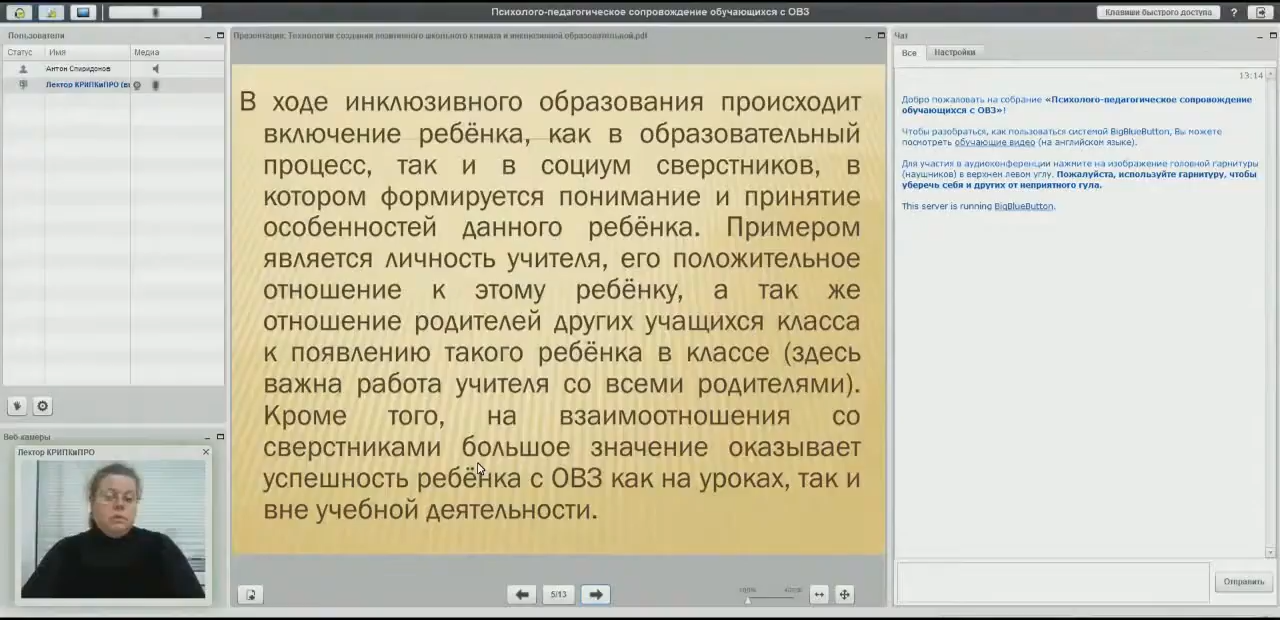 Психолого-педагогическое сопровождение обучающихся с ОВЗ
Клавиши быстрого доступа
?
Пользователи
Статус Имя Медиа
Антон Спиридонов
Лектор КРИПКиПРО (в
Веб-камеры
Лектор КРИПКиПРО
Презентация: Технологии создания позитивного школьного климата и инклюзивной образовательной.pdf
В ходе инклюзивного образования происходит
включение ребёнка, как в образовательный
процесс, так и в социум сверстников, в
котором формируется понимание и принятие
особенностей данного ребёнка. Примером
является личность учителя, его положительное
отношение к этому ребёнку, а так же
отношение родителей других учащихся класса
к появлению такого ребёнка в классе (здесь
важна работа учителя со всеми родителями).
Кроме того, на взаимоотношения со
сверстниками большое значение оказывает
успешность ребёнка с ОВЗ как на уроках, так и
вне учебной деятельности.
5/13
100% 400%
Чат
Все Настройки
13:14
Добро пожаловать на собрание «Психолого-педагогическое сопровождение
обучающихся с ОВЗ»!
Чтобы разобраться, как пользоваться системой BigBlueButton, Вы можете
посмотреть обучающие видео (на английском языке).
Для участия в аудиоконференции нажмите на изображение головной гарнитуры
(наушников) в верхнем левом углу. Пожалуйста, используйте гарнитуру, чтобы
уберечь себя и других от неприятного гула.
This server is running BigBlueButton.
Отправить